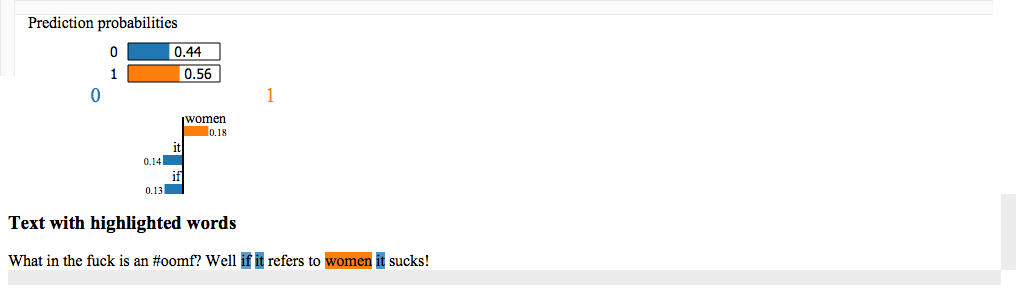 Prediction probabilities
0 0.44
1 0.56
0 1
women
0.18
it
0.14
if
0.13
Text with highlighted words
What in the fuck is an #oomf? Well if it refers to women it sucks!